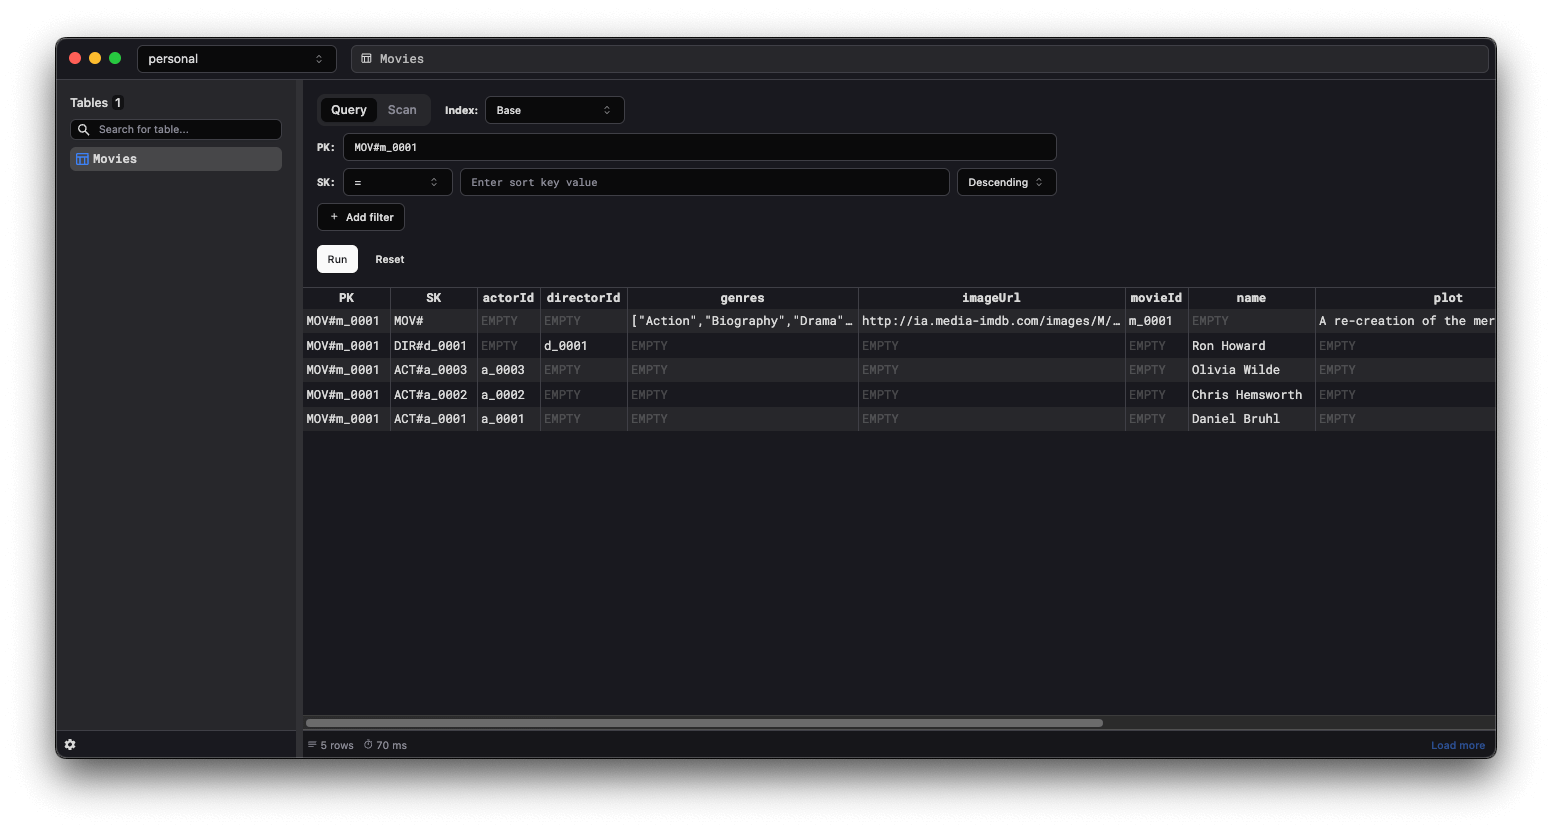 personal
Movies
Tables 1
Search for table...
Movies
Query Scan Index: Base
PK: MOV#m_0001
SK: = Enter sort key value Descending
+ Add filter
Run Reset
PK SK actorId directorId genres imageUrl movieId name plot
MOV#m_0001 MOV# EMPTY EMPTY ["Action","Biography","Drama"… http://ia.media-imdb.com/images/M/… m_0001 EMPTY A re-creation of the mer
MOV#m_0001 DIR#d_0001 EMPTY d_0001 EMPTY EMPTY EMPTY Ron Howard EMPTY
MOV#m_0001 ACT#a_0003 a_0003 EMPTY EMPTY EMPTY EMPTY Olivia Wilde EMPTY
MOV#m_0001 ACT#a_0002 a_0002 EMPTY EMPTY EMPTY EMPTY Chris Hemsworth EMPTY
MOV#m_0001 ACT#a_0001 a_0001 EMPTY EMPTY EMPTY EMPTY Daniel Bruhl EMPTY
5 rows 70 ms Load more